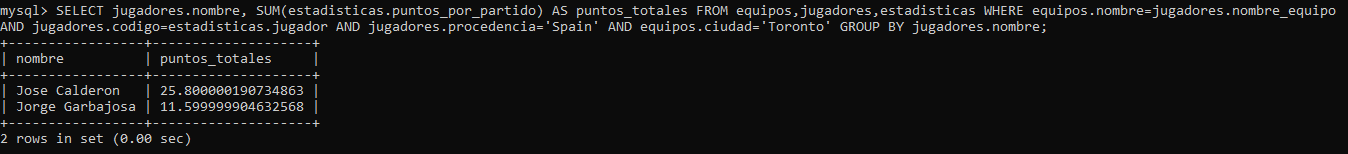 mysql> SELECT jugadores.nombre, SUM(estadisticas.puntos_por_partido) AS puntos_totales FROM equipos,jugadores,estadisticas WHERE equipos.nombre=jugadores.nombre_equipo
AND jugadores.codigo=estadisticas.jugador AND jugadores.procedencia='Spain' AND equipos.ciudad='Toronto' GROUP BY jugadores.nombre;
+-----------------+--------------------+
| nombre          | puntos_totales     |
+-----------------+--------------------+
| Jose Calderon   | 25.800000190734863 |
| Jorge Garbajosa | 11.599999904632568 |
+-----------------+--------------------+
2 rows in set (0.00 sec)